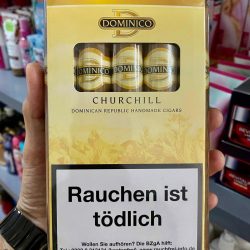 D
DOMINICO
DOMINICO
DOMINICO
DOMINICO
CHURCHILL
DOMINICAN REPUBLIC HANDMADE CIGARS
Rauchen ist
tödlich
Wollen Sie aufhören? Die BZgA hilft: